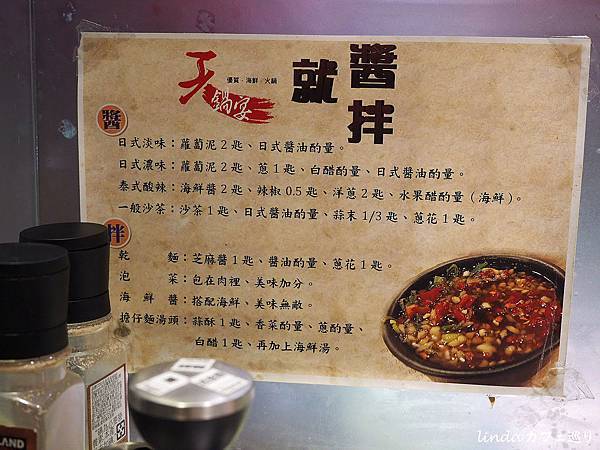 天鍋宴
優質・海鮮・火鍋
就醬拌
醬
日式淡味：蘿蔔泥2匙、日式醬油酌量。
日式濃味：蘿蔔泥2匙、蔥1匙、白醋酌量、日式醬油酌量。
泰式酸辣：海鮮醬2匙、辣椒0.5匙、洋蔥2匙、水果醋酌量(海鮮)。
一般沙茶：沙茶1匙、日式醬油酌量、蒜末1/3匙、蔥花1匙。
拌
乾麵：芝麻醬1匙、醬油酌量、蔥花1匙。
泡菜：包在肉裡、美味加分。
海鮮醬：搭配海鮮、美味無敵。
擔仔麵湯頭：蒜酥1匙、香菜酌量、蔥酌量、
白醋1匙、再加上海鮮湯。
LAND
linda カフェ巡り